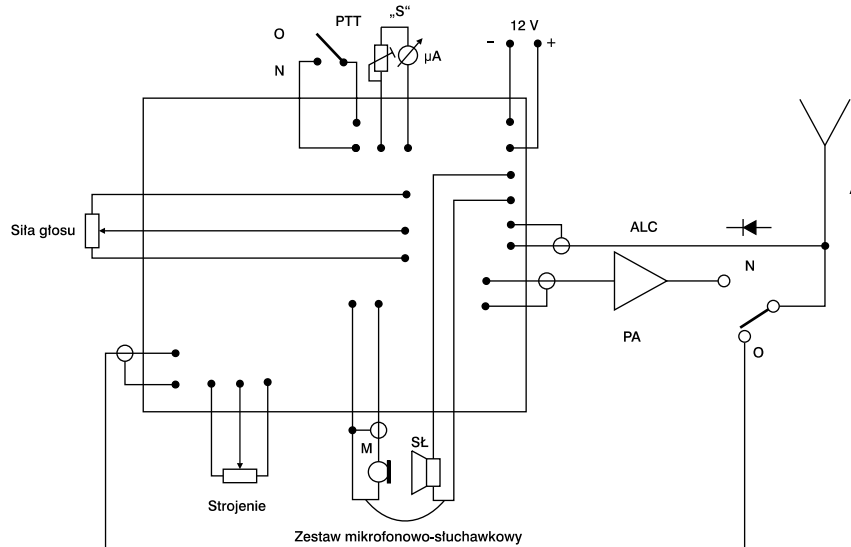 PTT
„S“
12 V
O
N
µA
–
+
Siła głosu
ALC
N
PA
O
M
SŁ
Strojenie
Zestaw mikrofonowo-słuchawkowy